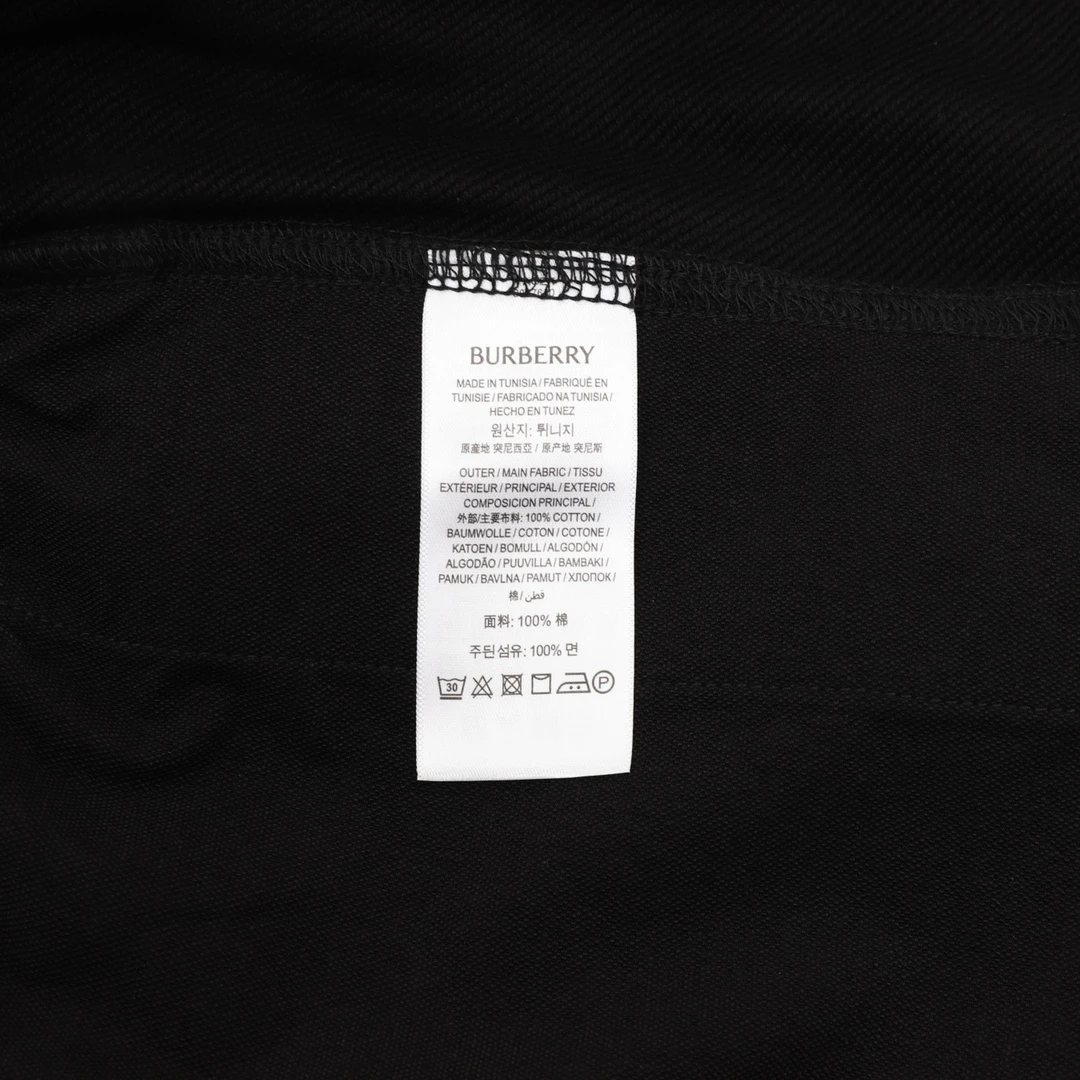 BURBERRY
MADE IN TUNISIA / FABRIQUÉ EN
TUNISIE / FABRICADO NA TUNISIA /
HECHO EN TUNEZ
원산지: 튀니지
原產地 突尼西亞 / 原产地 突尼斯
OUTER / MAIN FABRIC / TISSU
EXTÉRIEUR / PRINCIPAL / EXTERIOR
COMPOSICION PRINCIPAL /
外部/主要布料: 100% COTTON /
BAUMWOLLE / COTON / COTONE /
KATOEN / BOMULL / ALGODÓN /
ALGODÃO / PUUVILLA / BAMBAKI /
PAMUK / BAVLNA / PAMUT / ХЛОПОК /
棉 / قطن
面料: 100% 棉
주된섬유: 100% 면
30 P